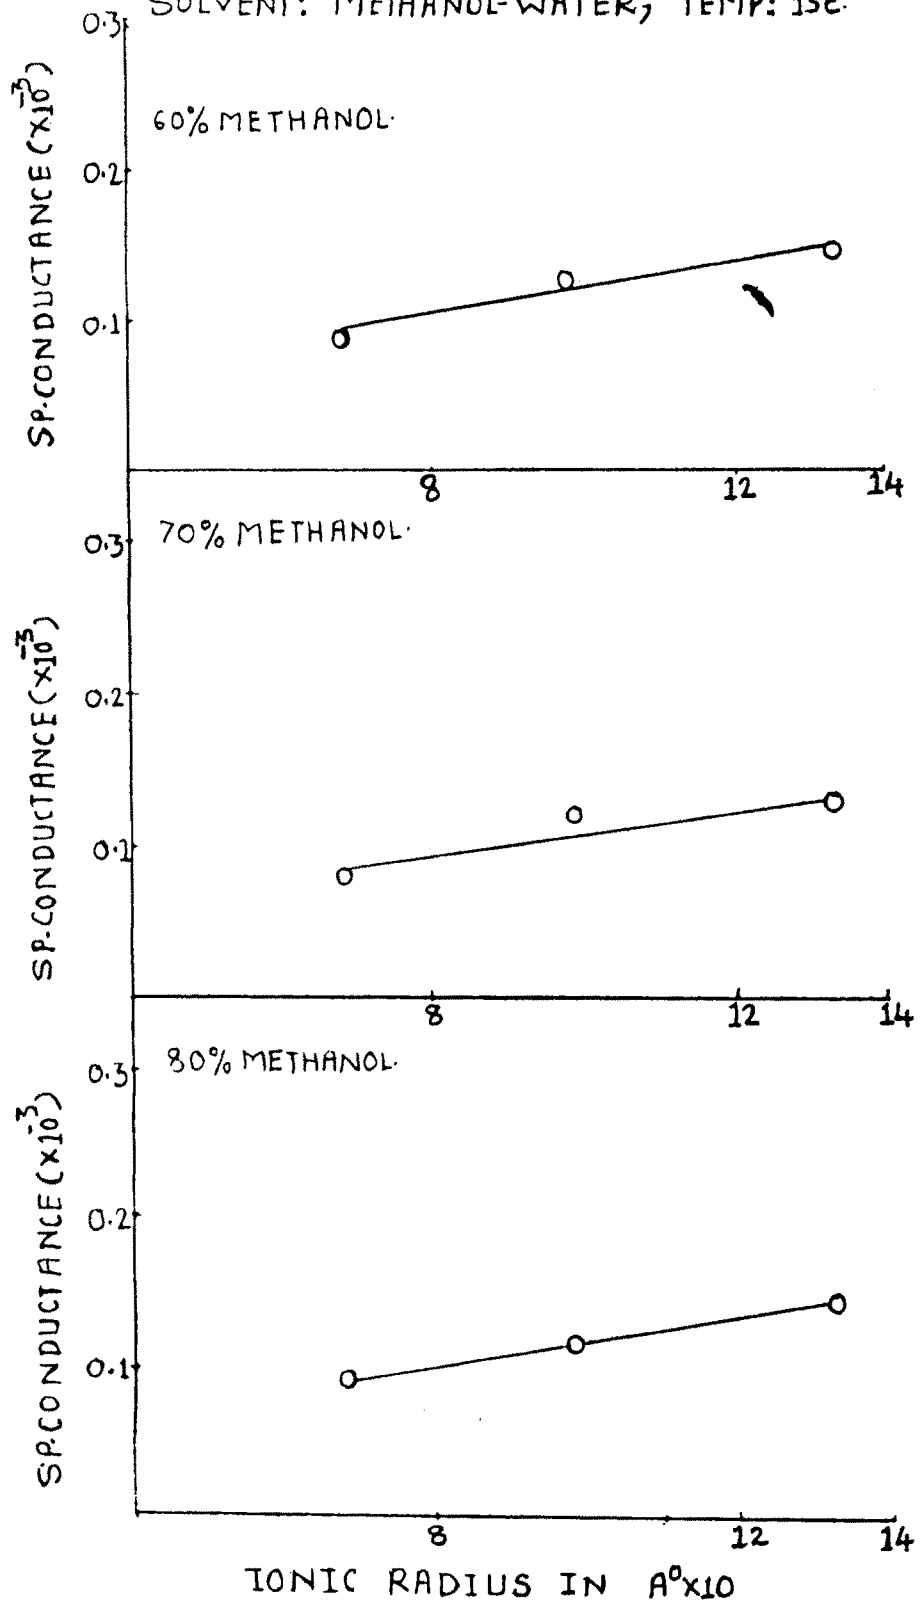 SOLVENT: METHANOL-WATER, TEMP: 15C.
0.3
60% METHANOL.
SP.CONDUCTANCE (X10⁻³)
0.2
0.1
8 12 14
70% METHANOL.
0.3
SP.CONDUCTANCE (X10⁻³)
0.2
0.1
8 12 14
80% METHANOL.
0.3
SP.CONDUCTANCE (X10⁻³)
0.2
0.1
8 12 14
IONIC RADIUS IN A⁰X10